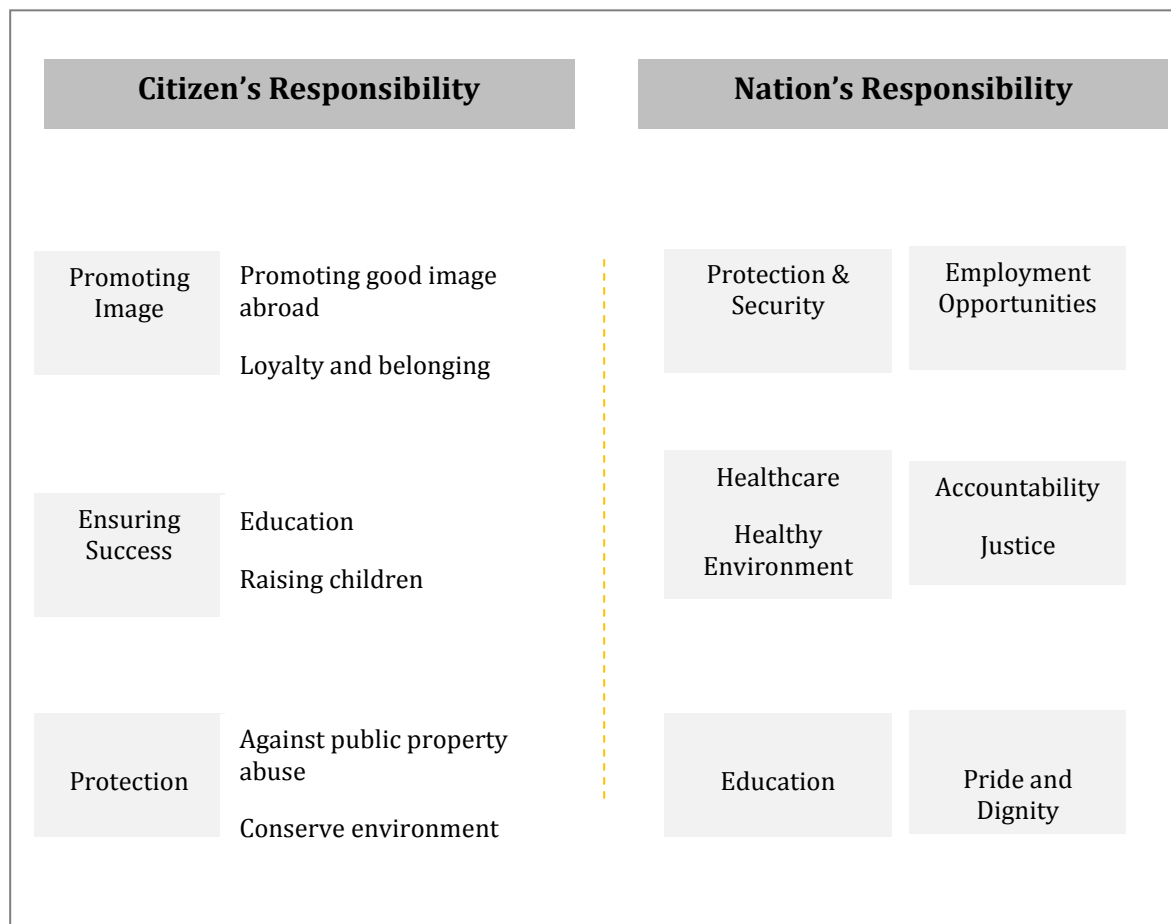 Citizen’s Responsibility
Nation’s Responsibility
Promoting
Image
Promoting good image
abroad
Loyalty and belonging
Protection &
Security
Employment
Opportunities
Ensuring
Success
Education
Raising children
Healthcare
Healthy
Environment
Accountability
Justice
Protection
Against public property
abuse
Conserve environment
Education
Pride and
Dignity